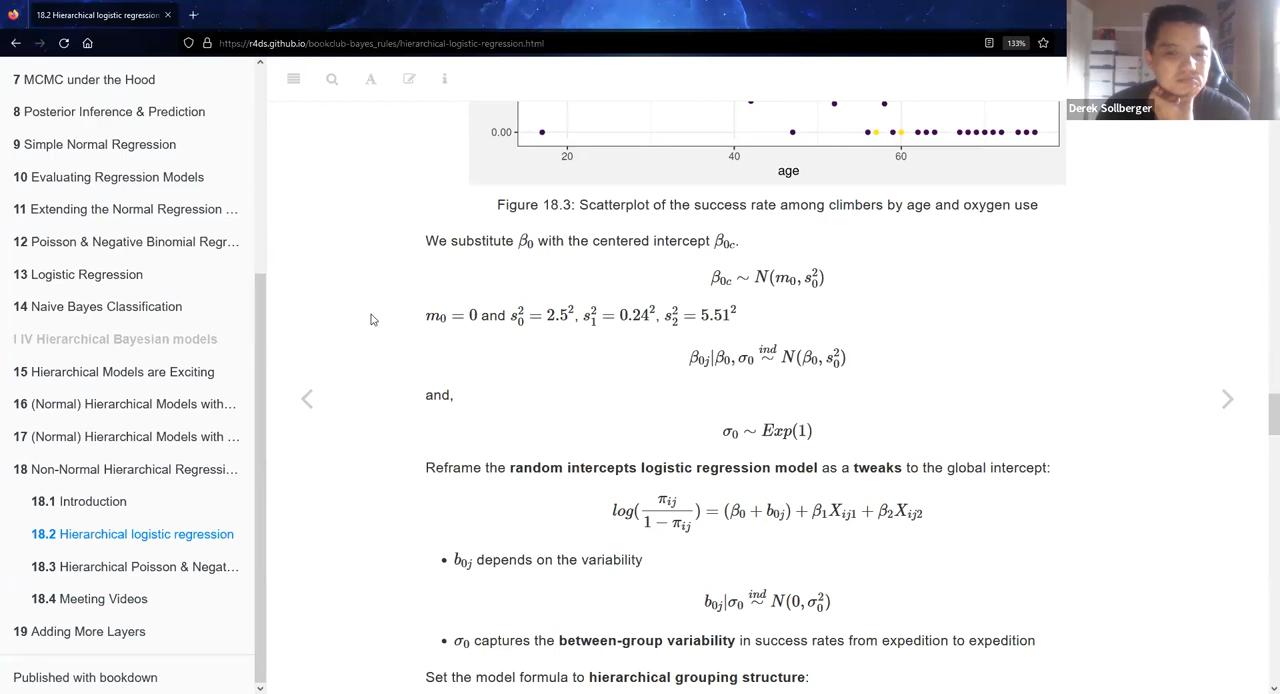 18.2 Hierarchical logistic regression
https://r4ds.github.io/bookclub-bayes_rules/hierarchical-logistic-regression.html
133%
Derek Sollberger
7 MCMC under the Hood
8 Posterior Inference & Prediction
9 Simple Normal Regression
10 Evaluating Regression Models
11 Extending the Normal Regression …
12 Poisson & Negative Binomial Regr…
13 Logistic Regression
14 Naive Bayes Classification
I IV Hierarchical Bayesian models
15 Hierarchical Models are Exciting
16 (Normal) Hierarchical Models with…
17 (Normal) Hierarchical Models with …
18 Non-Normal Hierarchical Regressi…
18.1 Introduction
18.2 Hierarchical logistic regression
18.3 Hierarchical Poisson & Negat…
18.4 Meeting Videos
19 Adding More Layers
Published with bookdown
0.00
20 40 60
age
Figure 18.3: Scatterplot of the success rate among climbers by age and oxygen use
We substitute β₀ with the centered intercept β₀c.
β₀c ∼ N(m₀, s₀²)
m₀ = 0 and s₀² = 2.5², s₁² = 0.24², s₂² = 5.51²
β₀j|β₀, σ₀ ind ∼ N(β₀, s₀²)
and,
σ₀ ∼ Exp(1)
Reframe the random intercepts logistic regression model as a tweaks to the global intercept:
log(πij / 1 − πij) = (β₀ + b₀j) + β₁Xij1 + β₂Xij2
• b₀j depends on the variability
b₀j|σ₀ ind ∼ N(0, σ₀²)
• σ₀ captures the between-group variability in success rates from expedition to expedition
Set the model formula to hierarchical grouping structure: